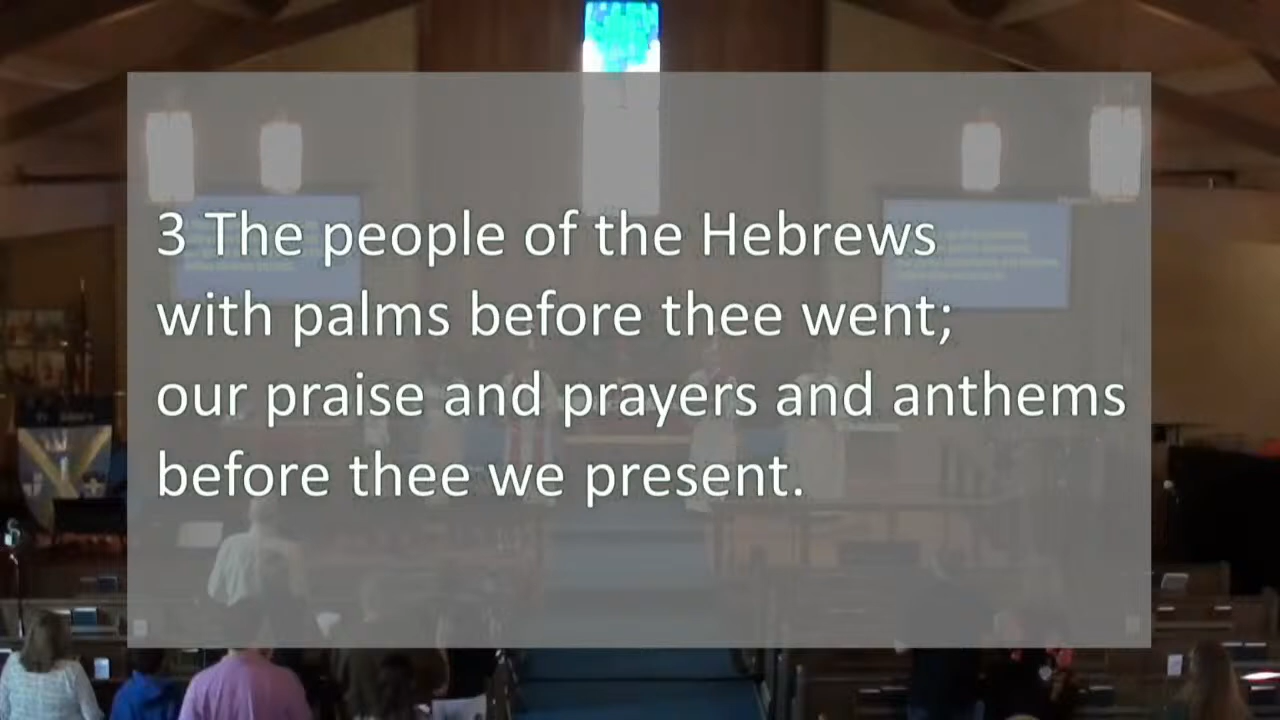 3 The people of the Hebrews
with palms before thee went;
our praise and prayers and anthems
before thee we present.